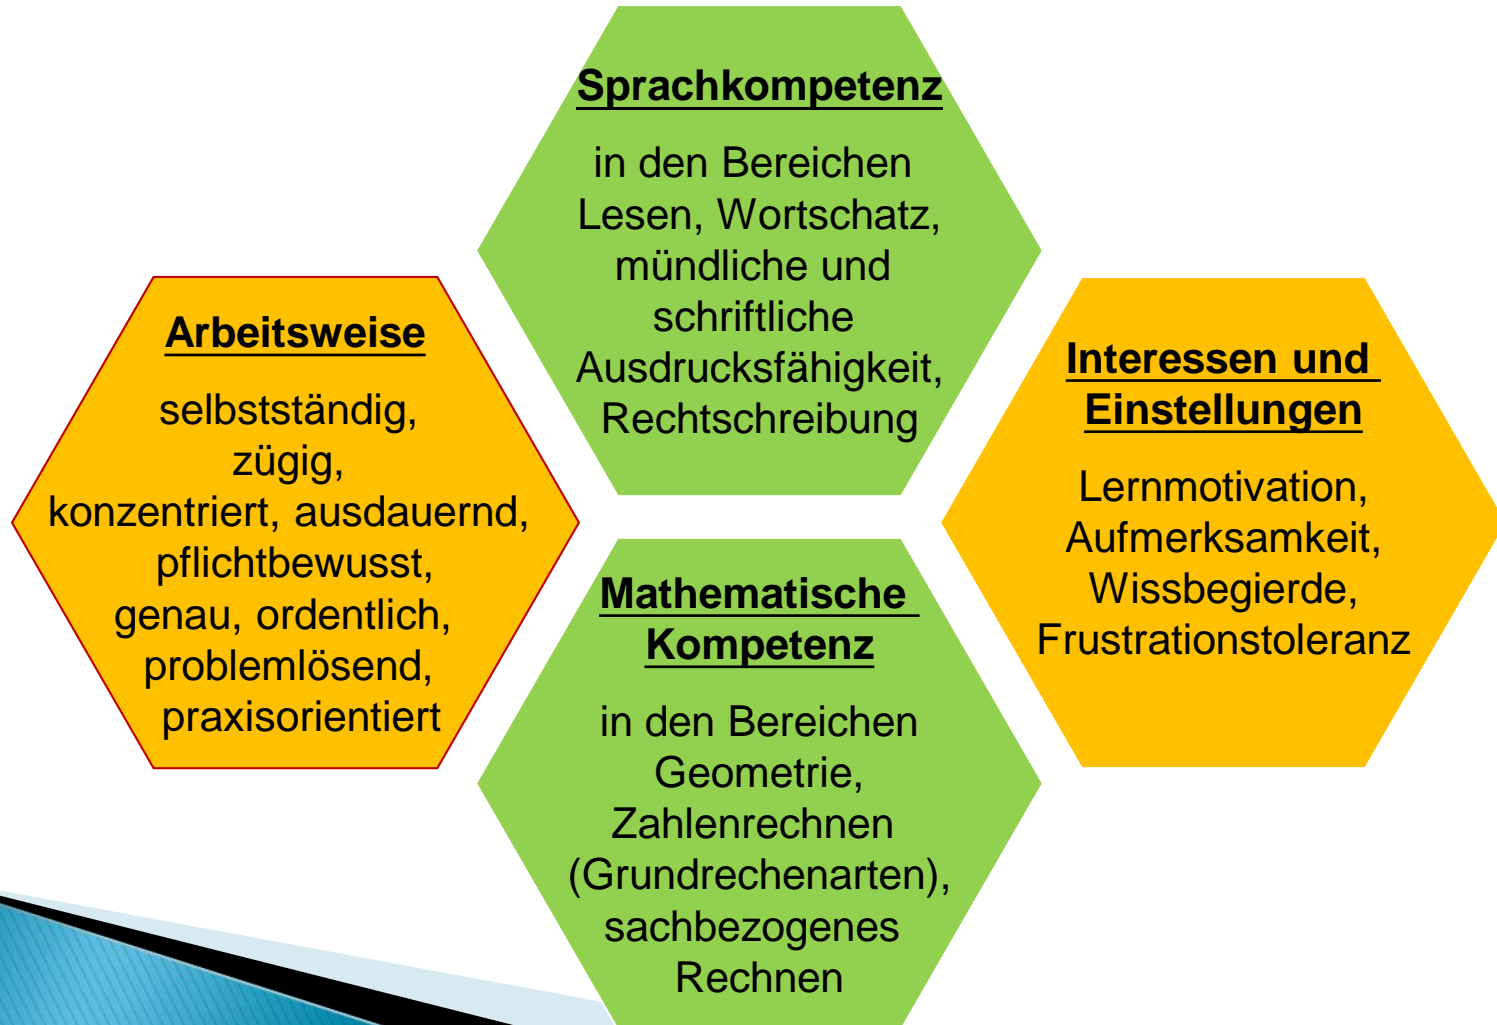 Sprachkompetenz
in den Bereichen
Lesen, Wortschatz,
mündliche und
schriftliche
Ausdrucksfähigkeit,
Rechtschreibung
Arbeitsweise
selbstständig,
zügig,
konzentriert, ausdauernd,
pflichtbewusst,
genau, ordentlich,
problemlösend,
praxisorientiert
Interessen und
Einstellungen
Lernmotivation,
Aufmerksamkeit,
Wissbegierde,
Frustrationstoleranz
Mathematische
Kompetenz
in den Bereichen
Geometrie,
Zahlenrechnen
(Grundrechenarten),
sachbezogenes
Rechnen